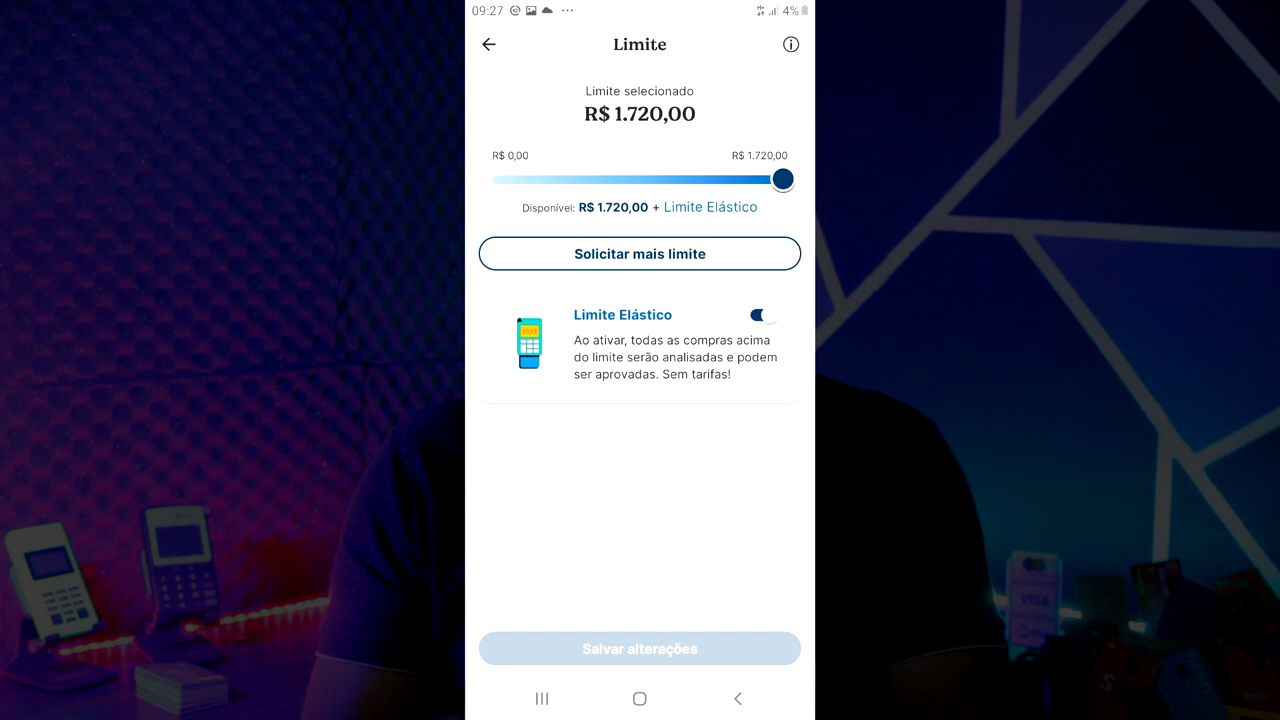 09:27
4%
Limite
Limite selecionado
R$ 1.720,00
R$ 0,00
R$ 1.720,00
Disponível: R$ 1.720,00 + Limite Elástico
Solicitar mais limite
Limite Elástico
Ao ativar, todas as compras acima
do limite serão analisadas e podem
ser aprovadas. Sem tarifas!
VISA
Salvar alterações